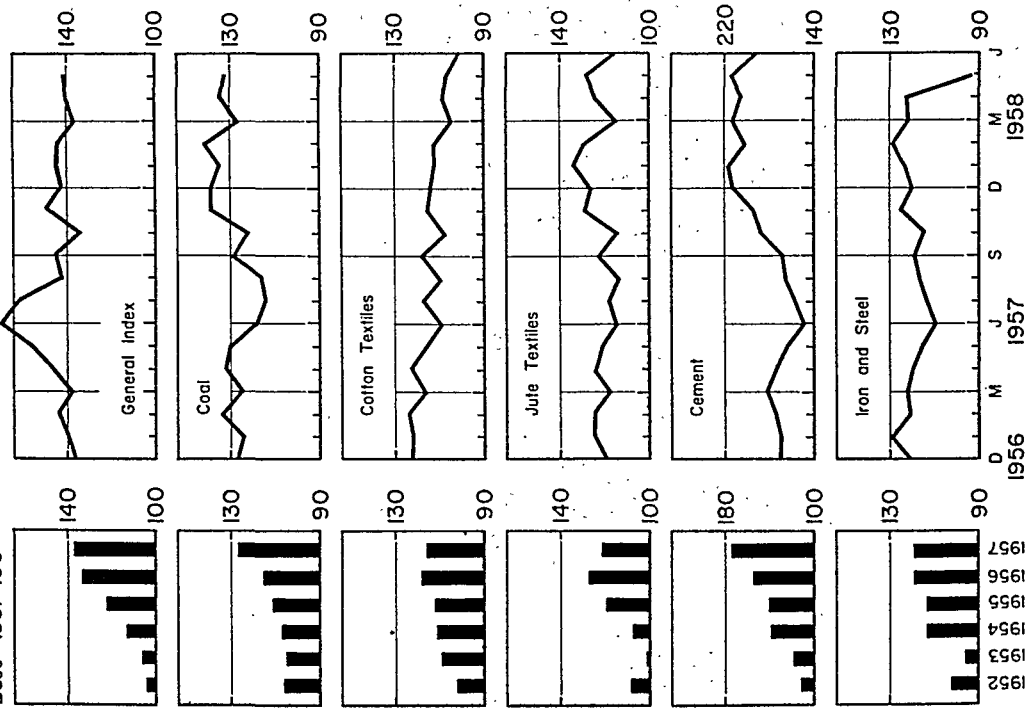 140
100
General Index
140
100
130
90
Coal
130
90
130
90
Cotton Textiles
130
90
140
100
Jute Textiles
140
100
180
100
Cement
220
140
130
90
Iron and Steel
130
90
1952 1953 1954 1955 1956 1957
D M J S D M J
1956 1957 1958